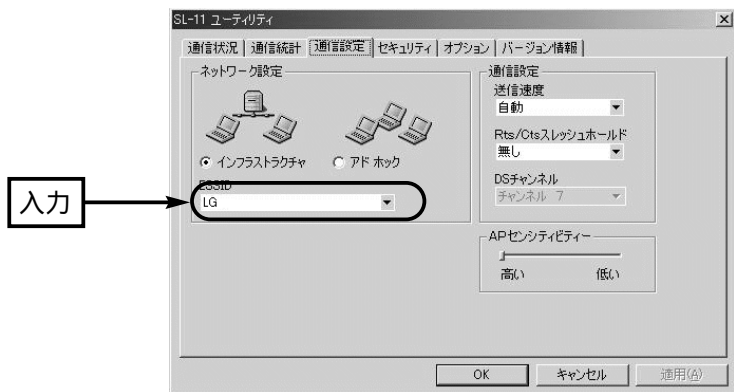 SL-11 ユーティリティ
通信状況 通信統計 通信設定 セキュリティ オプション バージョン情報
ネットワーク設定
インフラストラクチャ アド ホック
ESSID
LG
入力
通信設定
送信速度
自動
Rts/Ctsスレッシュホールド
無し
DSチャンネル
チャンネル 7
APセンシティビティー
高い 低い
OK キャンセル 適用(A)